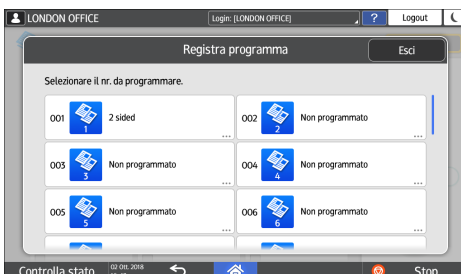 LONDON OFFICE
Login: [LONDON OFFICE]
?
Logout
Registra programma
Esci
Selezionare il nr. da programmare.
001 1 2 sided ...
002 2 Non programmato ...
003 3 Non programmato ...
004 4 Non programmato ...
005 5 Non programmato ...
006 6 Non programmato ...
Controlla stato
02 Ott. 2018
Stop